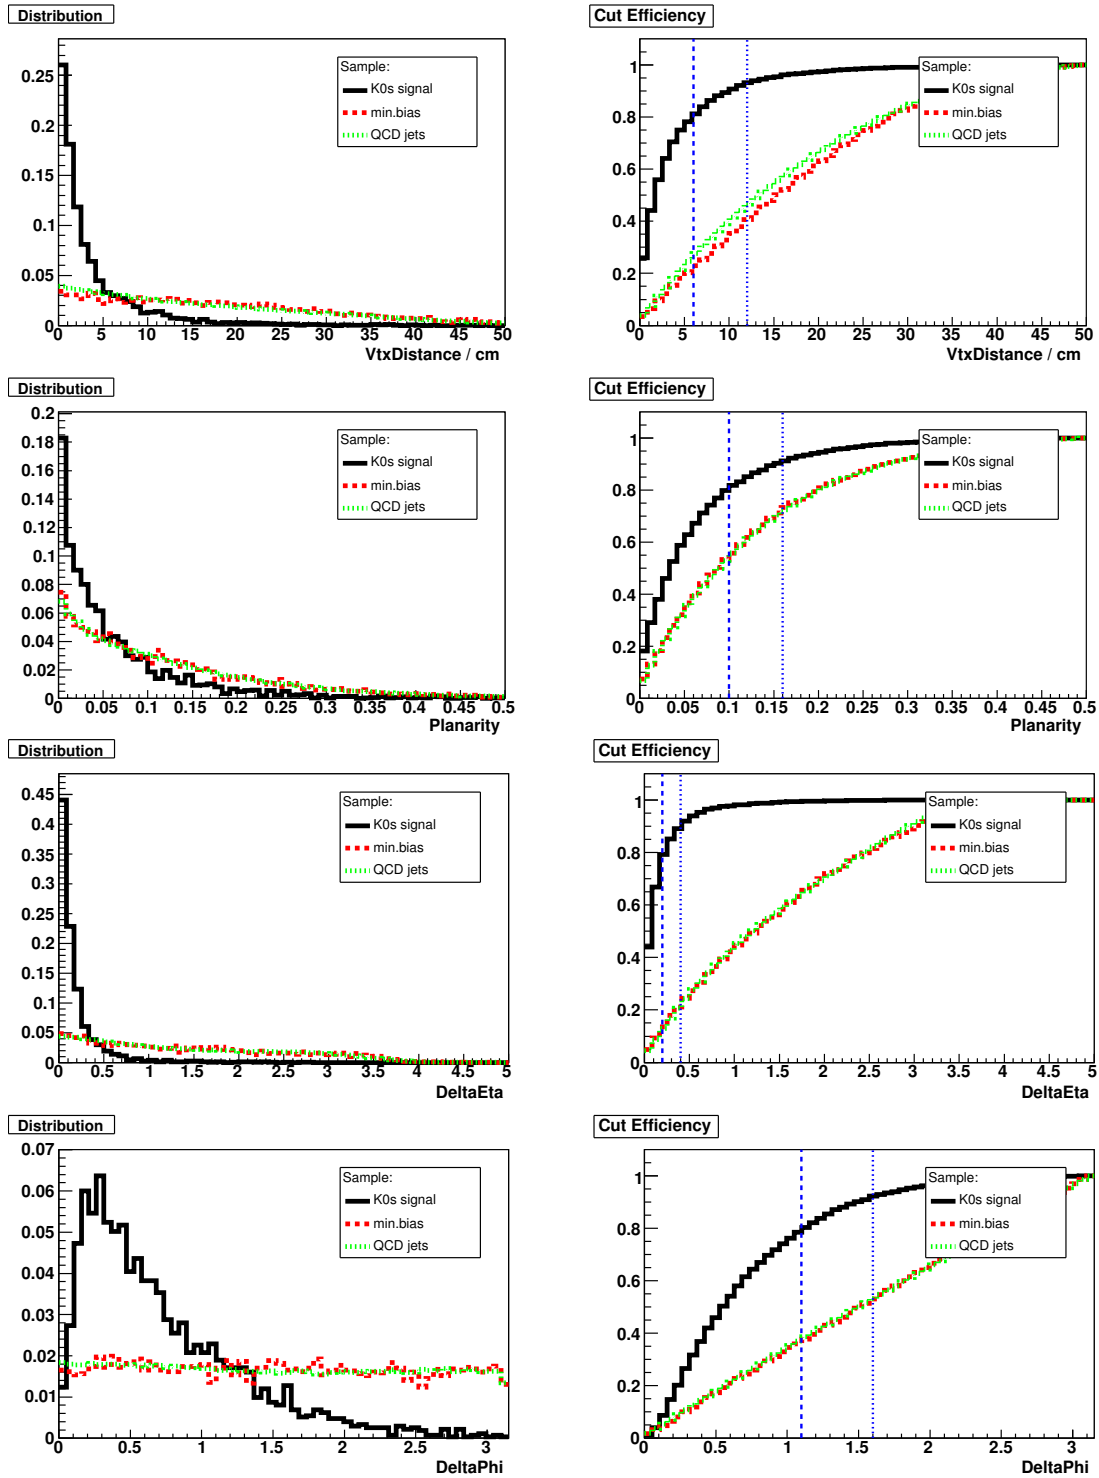 Distribution
0.25
0.2
0.15
0.1
0.05
0
0 5 10 15 20 25 30 35 40 45 50
VtxDistance / cm
Sample:
K0s signal
min.bias
QCD jets
Cut Efficiency
1
0.8
0.6
0.4
0.2
0
0 5 10 15 20 25 30 35 40 45 50
VtxDistance / cm
Sample:
K0s signal
min.bias
QCD jets
Distribution
0.2
0.18
0.16
0.14
0.12
0.1
0.08
0.06
0.04
0.02
0
0 0.05 0.1 0.15 0.2 0.25 0.3 0.35 0.4 0.45 0.5
Planarity
Sample:
K0s signal
min.bias
QCD jets
Cut Efficiency
1
0.8
0.6
0.4
0.2
0
0 0.05 0.1 0.15 0.2 0.25 0.3 0.35 0.4 0.45 0.5
Planarity
Sample:
K0s signal
min.bias
QCD jets
Distribution
0.45
0.4
0.35
0.3
0.25
0.2
0.15
0.1
0.05
0
0 0.5 1 1.5 2 2.5 3 3.5 4 4.5 5
DeltaEta
Sample:
K0s signal
min.bias
QCD jets
Cut Efficiency
1
0.8
0.6
0.4
0.2
0
0 0.5 1 1.5 2 2.5 3 3.5 4 4.5 5
DeltaEta
Sample:
K0s signal
min.bias
QCD jets
Distribution
0.07
0.06
0.05
0.04
0.03
0.02
0.01
0
0 0.5 1 1.5 2 2.5 3
DeltaPhi
Sample:
K0s signal
min.bias
QCD jets
Cut Efficiency
1
0.8
0.6
0.4
0.2
0
0 0.5 1 1.5 2 2.5 3
DeltaPhi
Sample:
K0s signal
min.bias
QCD jets